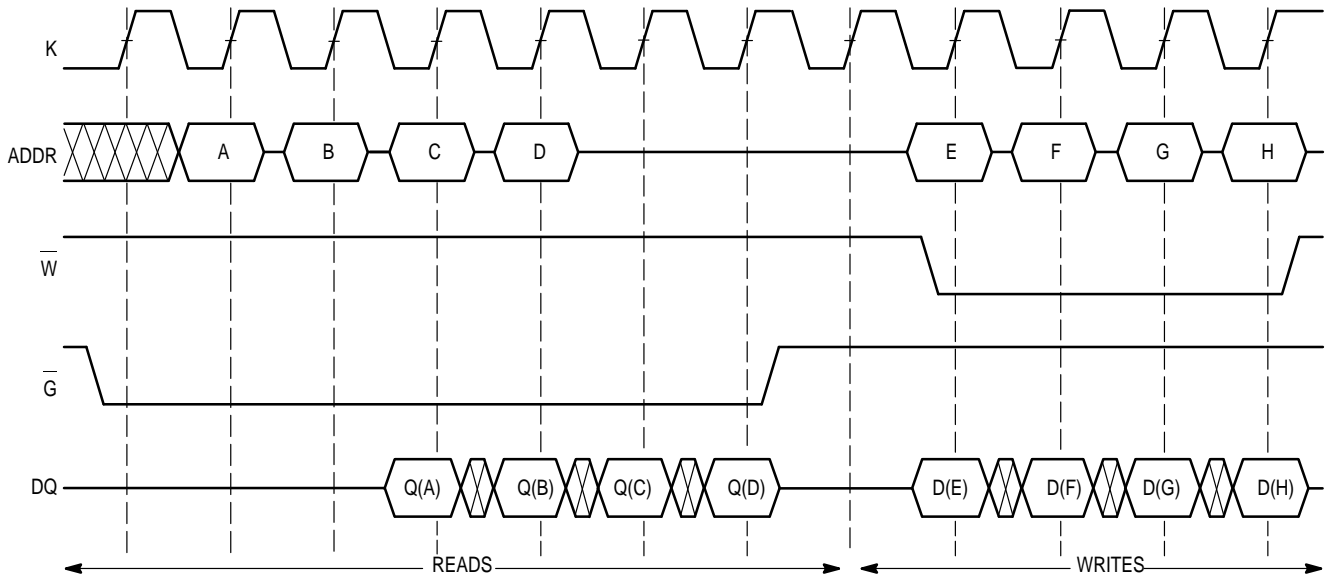 K
ADDR A B C D E F G H
W̅
G̅
DQ Q(A) Q(B) Q(C) Q(D) D(E) D(F) D(G) D(H)
READS WRITES